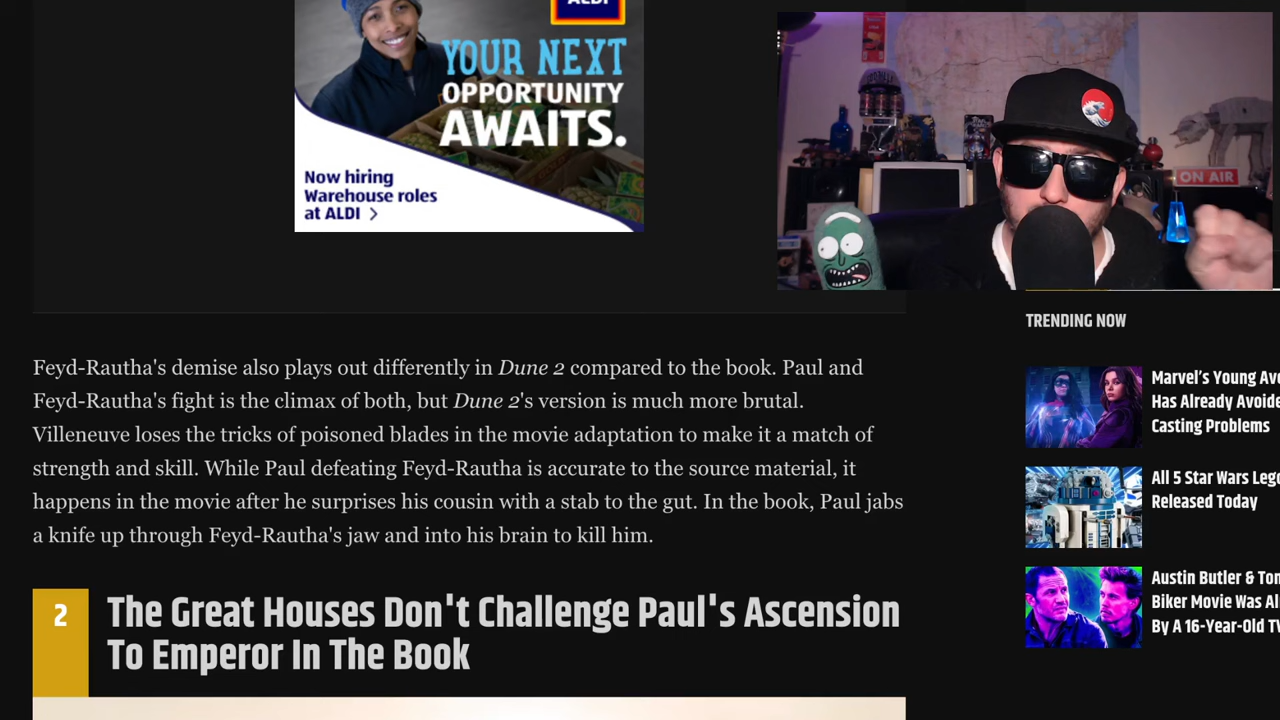 ALDI
YOUR NEXT
OPPORTUNITY
AWAITS.
Now hiring
Warehouse roles
at ALDI >
ON AIR
Feyd-Rautha's demise also plays out differently in Dune 2 compared to the book. Paul and
Feyd-Rautha's fight is the climax of both, but Dune 2's version is much more brutal.
Villeneuve loses the tricks of poisoned blades in the movie adaptation to make it a match of
strength and skill. While Paul defeating Feyd-Rautha is accurate to the source material, it
happens in the movie after he surprises his cousin with a stab to the gut. In the book, Paul jabs
a knife up through Feyd-Rautha's jaw and into his brain to kill him.
2
The Great Houses Don't Challenge Paul's Ascension
To Emperor In The Book
TRENDING NOW
Marvel's Young Av
Has Already Avoide
Casting Problems
All 5 Star Wars Leg
Released Today
Austin Butler & Ton
Biker Movie Was Al
By A 16-Year-Old T